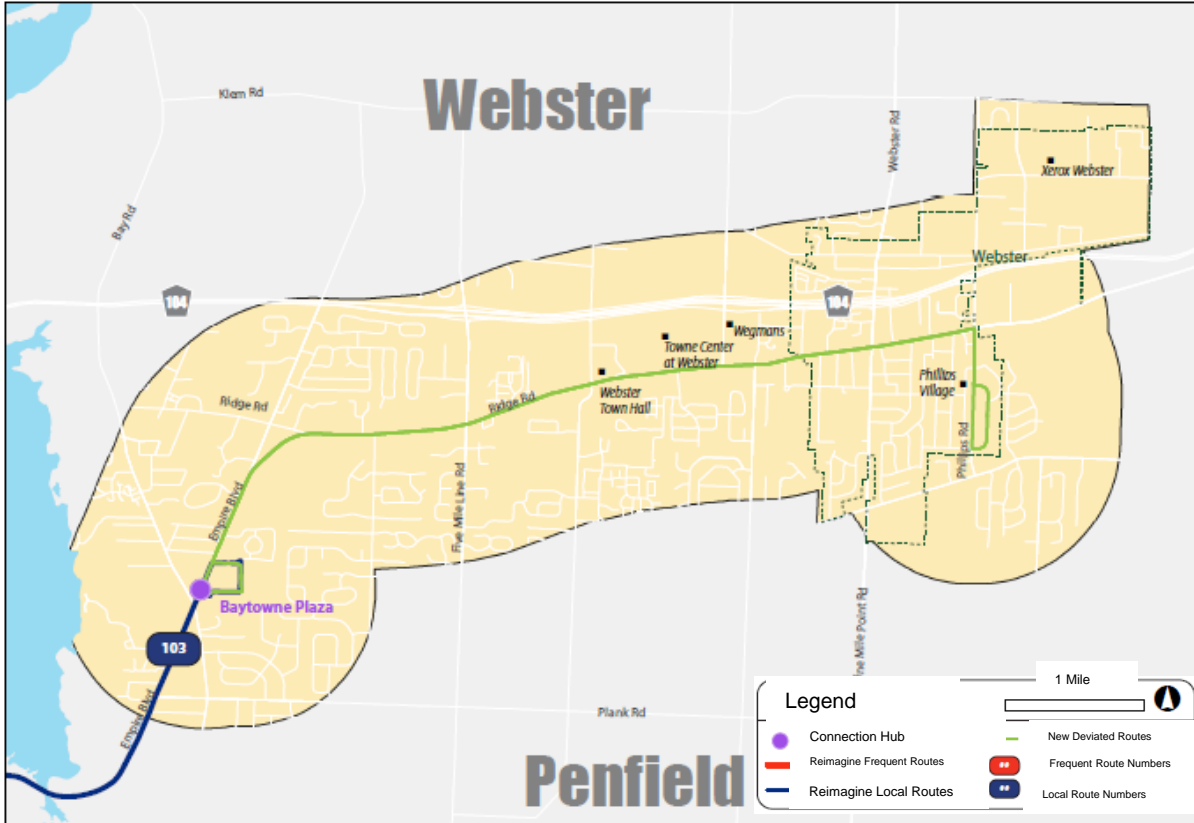 Klem Rd
Webster
Webster Rd
Xerox Webster
Bay Rd
Webster
104
104
Wegmans
Towne Center
at Webster
Webster
Town Hall
Phillips
Village
Ridge Rd
Ridge Rd
Phillips Rd
Five Mile Line Rd
Empire Blvd
Baytowne Plaza
103
ine Mile Point Rd
Empire Blvd
Plank Rd
Penfield
1 Mile
Legend
Connection Hub
New Deviated Routes
Reimagine Frequent Routes
##
Frequent Route Numbers
Reimagine Local Routes
##
Local Route Numbers